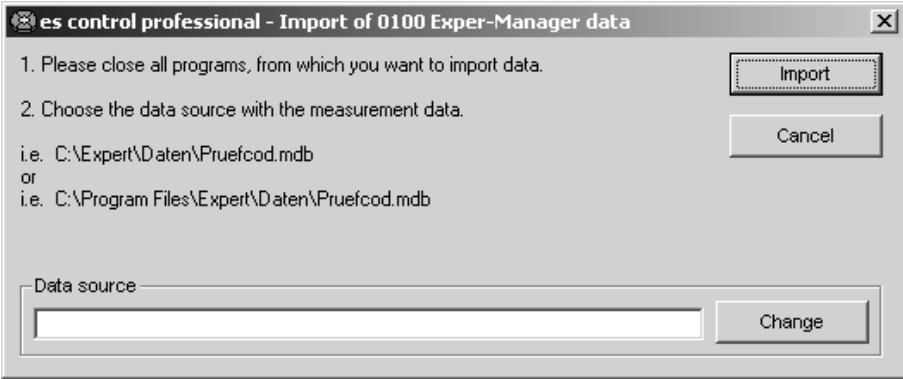 es control professional - Import of 0100 Exper-Manager data
1. Please close all programs, from which you want to import data.
Import
2. Choose the data source with the measurement data.
Cancel
i.e. C:\Expert\Daten\Pruefcod.mdb
or
i.e. C:\Program Files\Expert\Daten\Pruefcod.mdb
Data source
Change